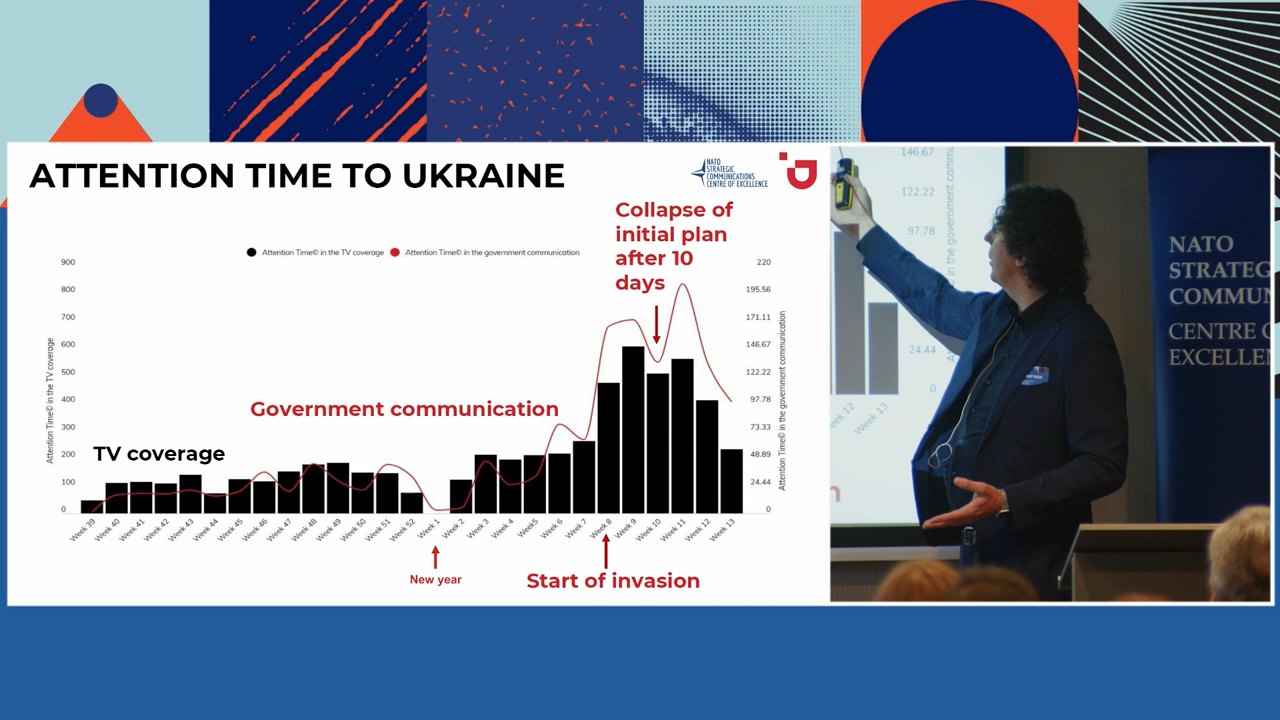 ATTENTION TIME TO UKRAINE
NATO
STRATEGIC
COMMUNICATIONS
CENTRE OF EXCELLENCE
Collapse of
initial plan
after 10
days
Attention Time© in the TV coverage
Attention Time© in the government communication
900
800
700
600
500
400
300
200
100
0
Attention Time© in the TV coverage
220
195.56
171.11
146.67
122.22
97.78
73.33
48.89
24.44
0
Attention Time© in the government communication
Government communication
TV coverage
Week 39
Week 40
Week 41
Week 42
Week 43
Week 44
Week 45
Week 46
Week 47
Week 48
Week 49
Week 50
Week 51
Week 52
Week 1
Week 2
Week 3
Week 4
Week5
Week 6
Week 7
Week 8
Week 9
Week 10
Week 11
Week 12
Week 13
New year
Start of invasion
146.67
122.22
97.78
48.89
24.44
0
in the government comm
eek 12
Week 13
n
NATO
STRATEG
COMMUN
CENTRE O
EXCELLEN